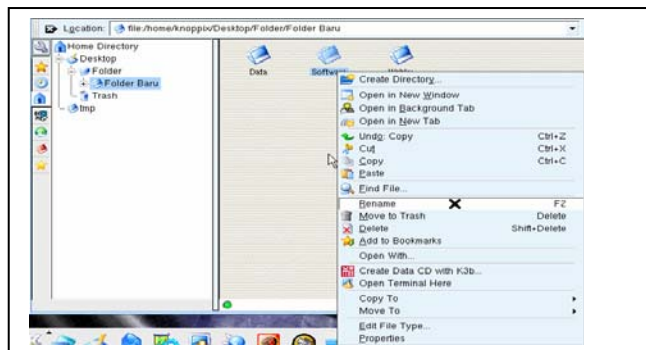 Location: file:/home/knoppix/Desktop/Folder/Folder Baru
Home Directory
Desktop
Folder
Folder Baru
Trash
tmp
Data
Create Directory...
Open in New Window
Open in Background Tab
Open in New Tab
Undo: Copy Ctrl+Z
Cut Ctrl+X
Copy Ctrl+C
Paste
Find File...
Rename F2
Move to Trash Delete
Delete Shift+Delete
Add to Bookmarks
Open With...
Create Data CD with K3b...
Open Terminal Here
Copy To
Move To
Edit File Type...
Properties